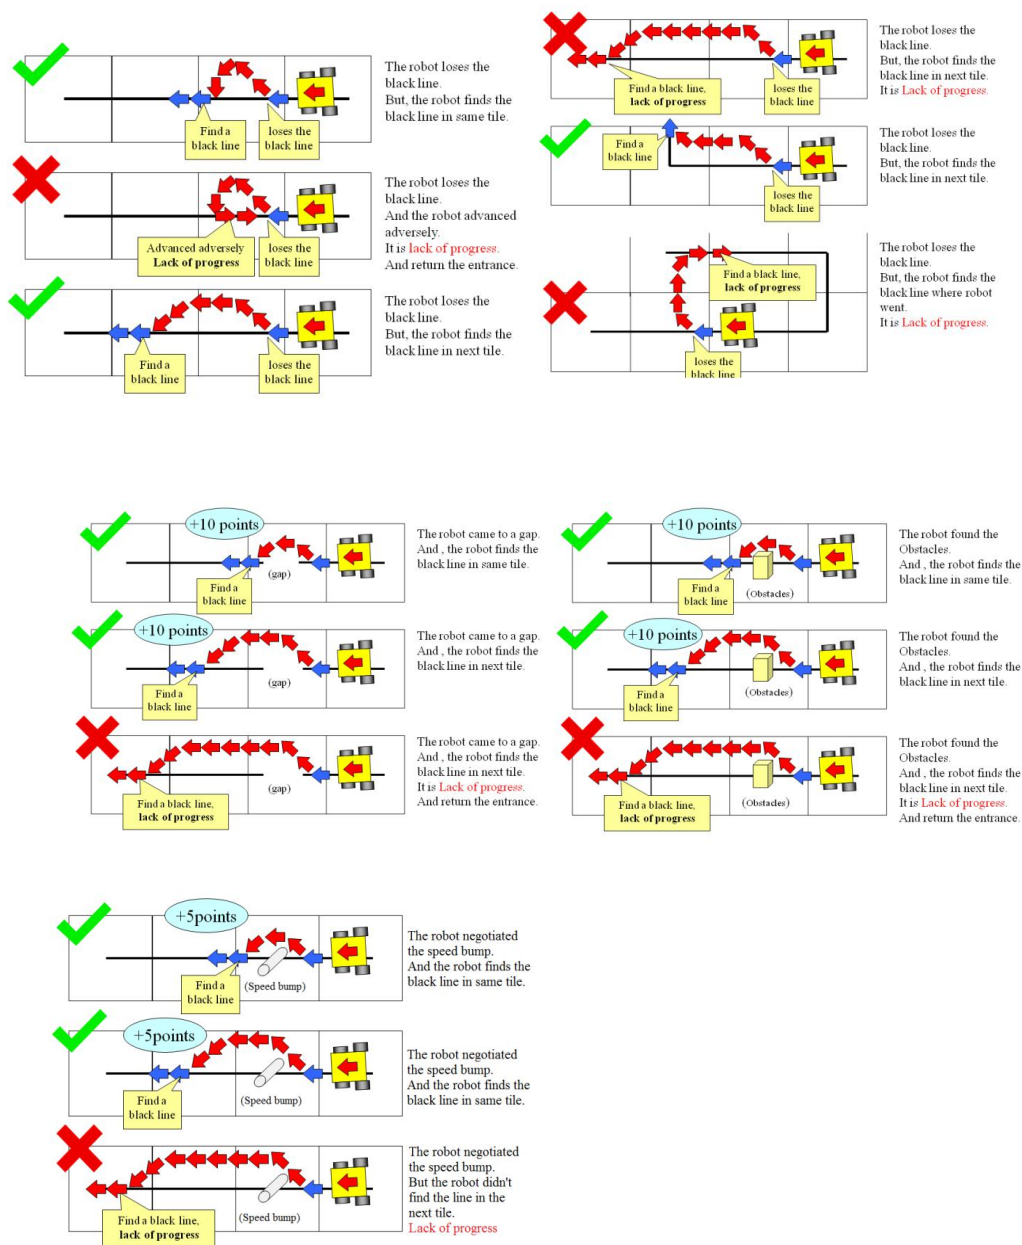 The robot loses the
black line.
But, the robot finds the
black line in same tile.
Find a
black line
loses the
black line
The robot loses the
black line.
And the robot advanced
adversely.
It is lack of progress.
And return the entrance.
Advanced adversely
Lack of progress
loses the
black line
The robot loses the
black line.
But, the robot finds the
black line in next tile.
Find a
black line
loses the
black line
The robot loses the
black line.
But, the robot finds the
black line in next tile.
It is Lack of progress.
Find a black line,
lack of progress
loses the
black line
The robot loses the
black line.
But, the robot finds the
black line in next tile.
Find a
black line
loses the
black line
The robot loses the
black line.
But, the robot finds the
black line where robot
went.
It is Lack of progress.
Find a black line,
lack of progress
loses the
black line
+10 points
The robot came to a gap.
And , the robot finds the
black line in same tile.
(gap)
Find a
black line
+10 points
The robot came to a gap.
And , the robot finds the
black line in next tile.
(gap)
Find a
black line
The robot came to a gap.
And , the robot finds the
black line in next tile.
It is Lack of progress.
And return the entrance.
(gap)
Find a black line,
lack of progress
+10 points
The robot found the
Obstacles.
And , the robot finds the
black line in same tile.
(Obstacles)
Find a
black line
+10 points
The robot found the
Obstacles.
And , the robot finds the
black line in next tile.
(Obstacles)
Find a
black line
The robot found the
Obstacles.
And , the robot finds the
black line in next tile.
It is Lack of progress.
And return the entrance.
(Obstacles)
Find a black line,
lack of progress
+5points
The robot negotiated
the speed bump.
And the robot finds the
black line in same tile.
(Speed bump)
Find a
black line
+5points
The robot negotiated
the speed bump.
And the robot finds the
black line in same tile.
(Speed bump)
Find a
black line
The robot negotiated
the speed bump.
But the robot didn't
find the line in the
next tile.
Lack of progress
(Speed bump)
Find a black line,
lack of progress